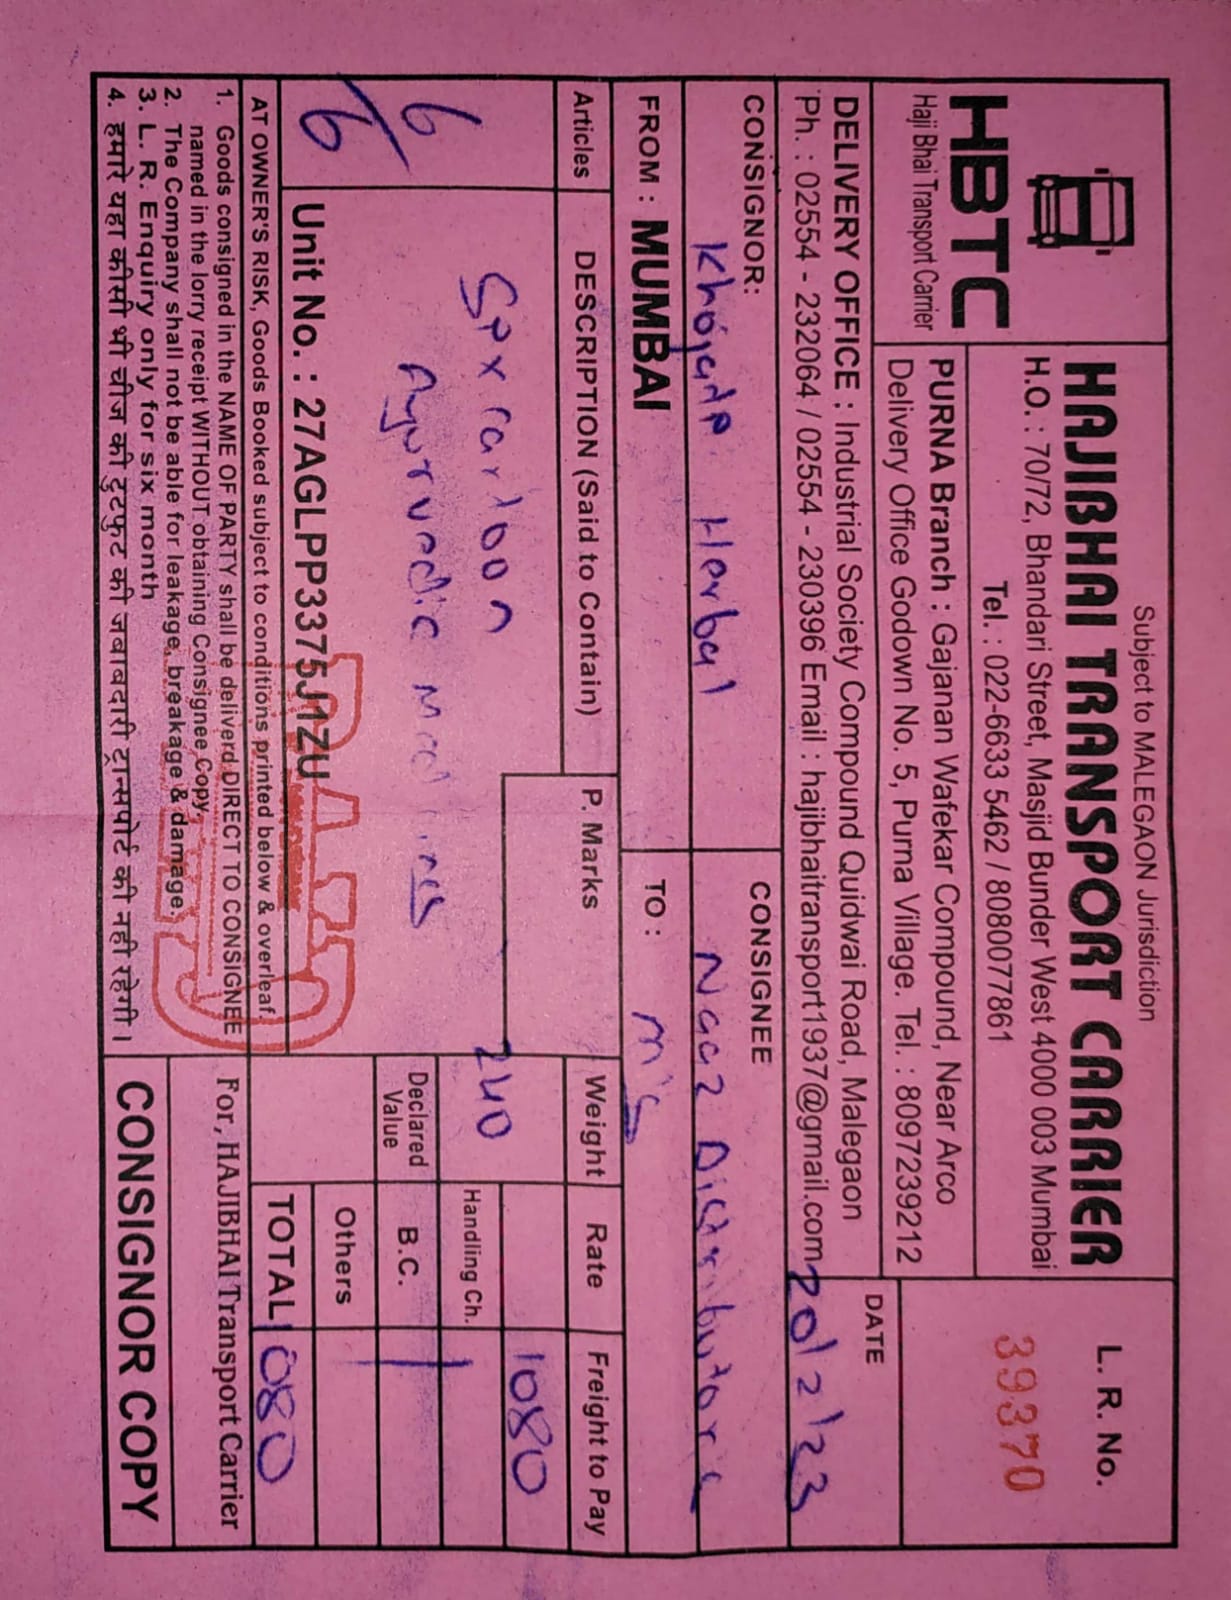 Subject to MALEGAON Jurisdiction
HAJIBHAI TRANSPORT CARRIER
HBTC
Haji Bhai Transport Carrier
H.O. : 70/72, Bhandari Street, Masjid Bunder West 4000 003 Mumbai
Tel. : 022-6633 5462 / 8080077861
L. R. No.
39370
PURNA Branch : Gajanan Wafekar Compound, Near Arco
Delivery Office Godown No. 5, Purna Village. Tel. : 8097239212
DELIVERY OFFICE : Industrial Society Compound Quidwai Road, Malegaon
Ph. : 02554 - 232064 / 02554 - 230396 Email : hajibhaitransport1937@gmail.com
DATE
20/2/23
CONSIGNOR:
Herbal
CONSIGNEE
Naaz Distributors
FROM : MUMBAI
TO :
Articles
DESCRIPTION (Said to Contain)
P. Marks
Weight
Rate
Freight to Pay
6
6
Six carton
Ayurvedic Medicines
240
1080
Handling Ch.
Declared Value
B.C.
Others
TOTAL 1080
Unit No. : 27AGLPP3375J1ZU
AT OWNER'S RISK, Goods Booked subject to conditions printed below & overleaf
1. Goods consigned in the NAME OF PARTY shall be deliverd DIRECT TO CONSIGNEE
named in the lorry receipt WITHOUT obtaining Consignee Copy.
2. The Company shall not be able for leakage, breakage & damage.
3. L. R. Enquiry only for six month
4. हमारे यहा कीसी भी चीज की टुटफुट की जवाबदारी ट्रान्सपोर्ट की नही रहेगी।
For, HAJIBHAI Transport Carrier
CONSIGNOR COPY